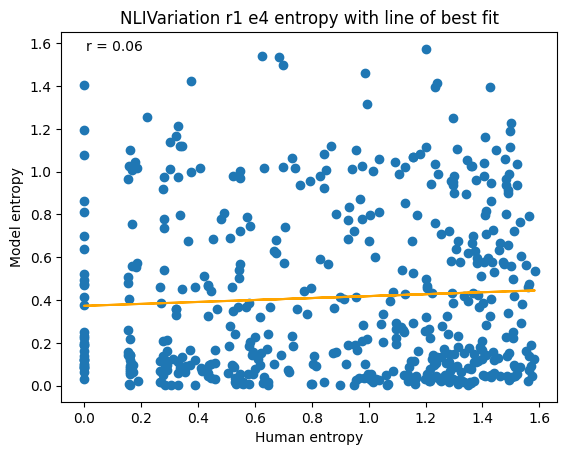 NLIVariation r1 e4 entropy with line of best fit
r = 0.06
1.6
1.4
1.2
1.0
0.8
0.6
0.4
0.2
0.0
Model entropy
0.0 0.2 0.4 0.6 0.8 1.0 1.2 1.4 1.6
Human entropy